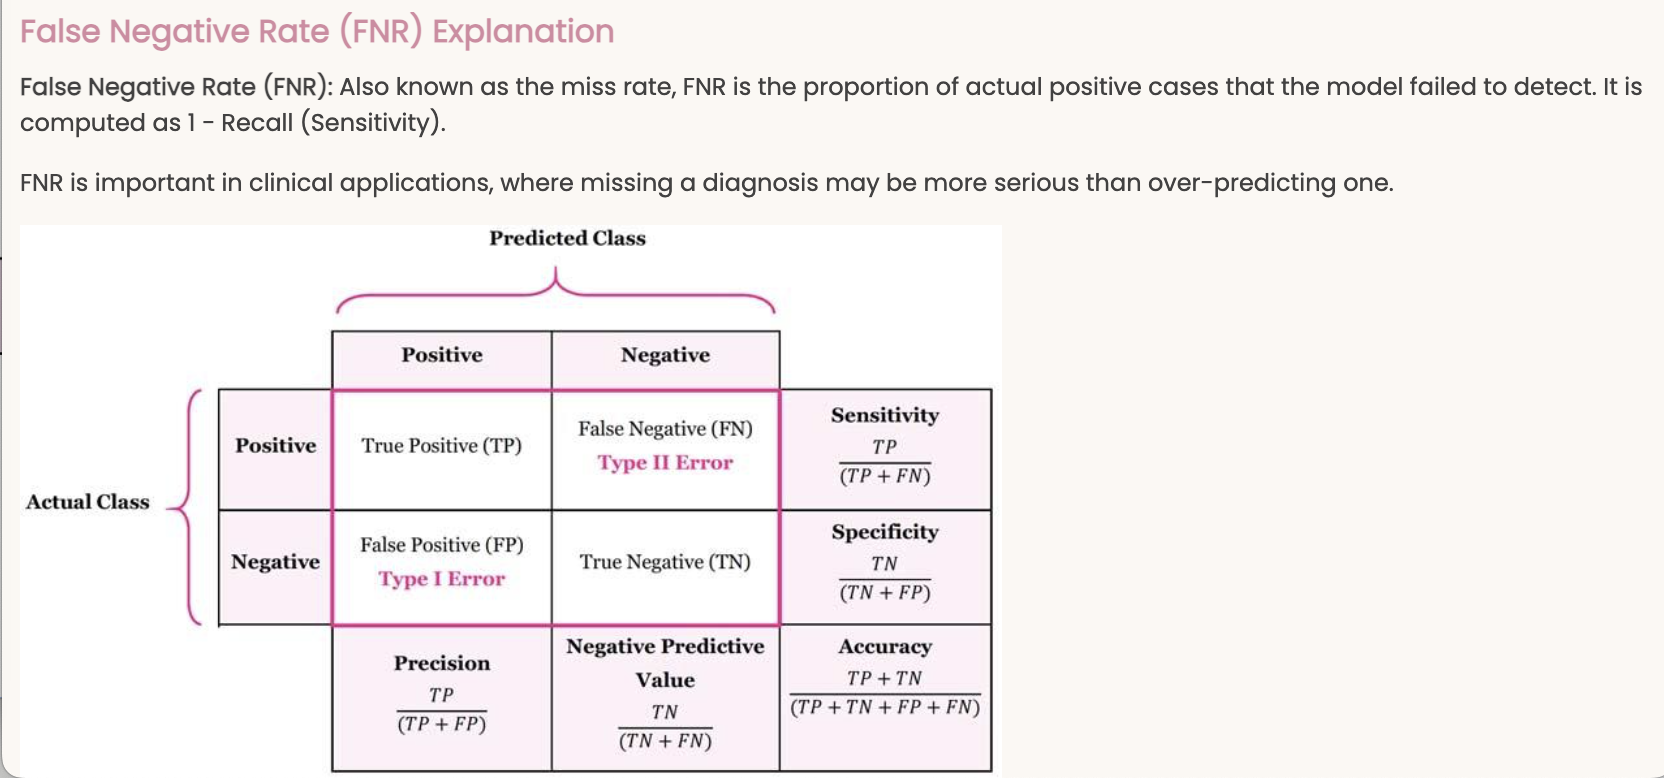 False Negative Rate (FNR) Explanation
False Negative Rate (FNR): Also known as the miss rate, FNR is the proportion of actual positive cases that the model failed to detect. It is
computed as 1 - Recall (Sensitivity).
FNR is important in clinical applications, where missing a diagnosis may be more serious than over-predicting one.
Predicted Class
Positive
Negative
Actual Class
Positive
True Positive (TP)
False Negative (FN)
Type II Error
Sensitivity
TP
(TP + FN)
Negative
False Positive (FP)
Type I Error
True Negative (TN)
Specificity
TN
(TN + FP)
Precision
TP
(TP + FP)
Negative Predictive
Value
TN
(TN + FN)
Accuracy
TP + TN
(TP + TN + FP + FN)